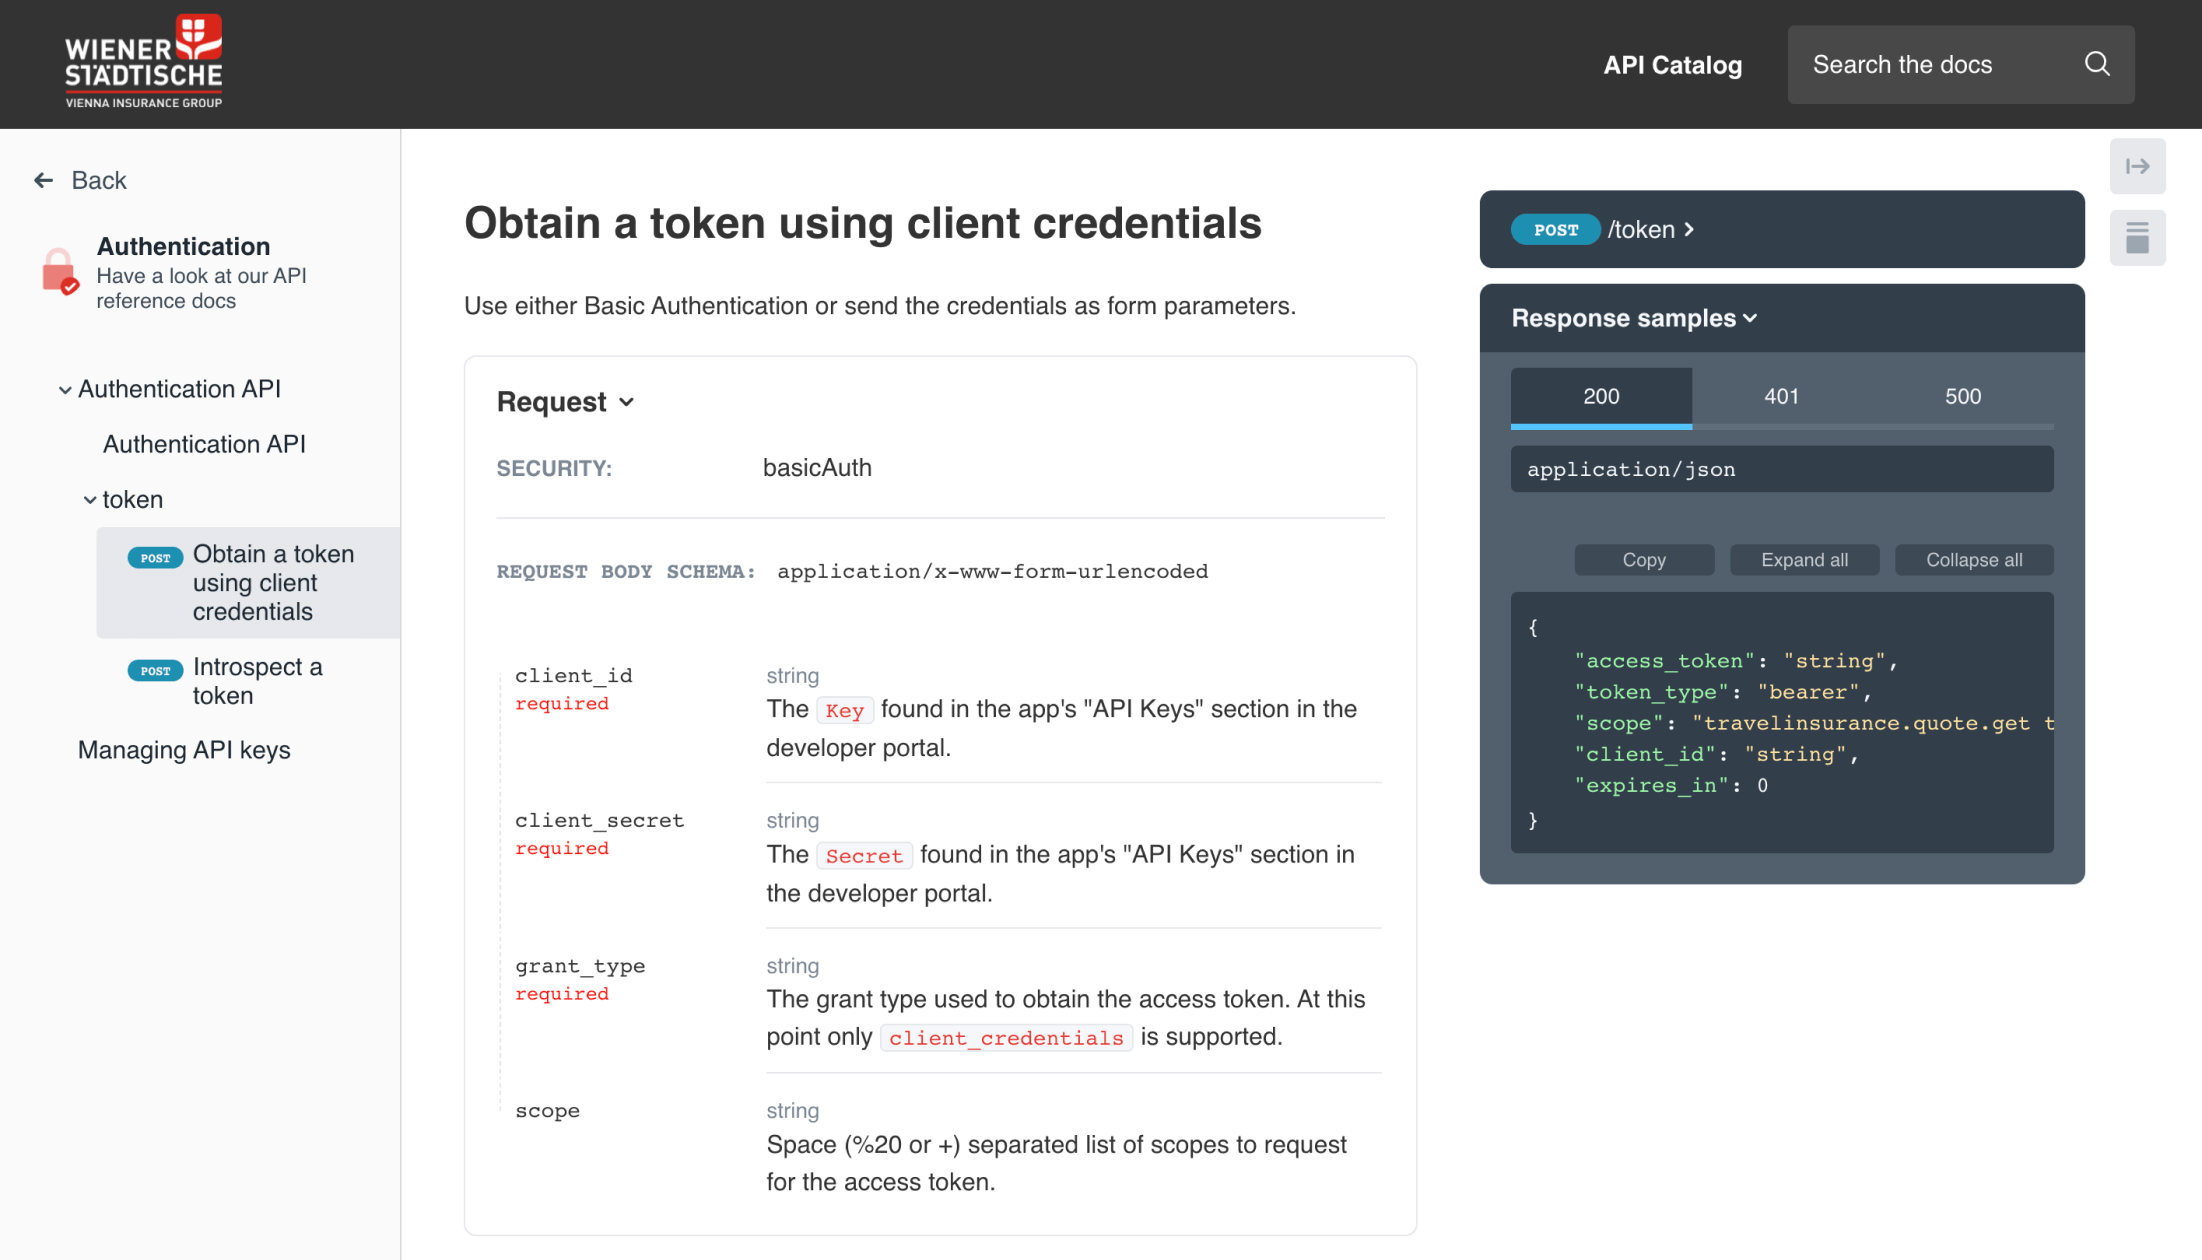 WIENER
STÄDTISCHE
VIENNA INSURANCE GROUP
API Catalog
Search the docs
Back
Authentication
Have a look at our API
reference docs
Authentication API
Authentication API
token
POST Obtain a token
using client
credentials
POST Introspect a
token
Managing API keys
Obtain a token using client credentials
Use either Basic Authentication or send the credentials as form parameters.
Request
SECURITY: basicAuth
REQUEST BODY SCHEMA: application/x-www-form-urlencoded
client_id string
required
The Key found in the app's "API Keys" section in the
developer portal.
client_secret string
required
The Secret found in the app's "API Keys" section in
the developer portal.
grant_type string
required
The grant type used to obtain the access token. At this
point only client_credentials is supported.
scope string
Space (%20 or +) separated list of scopes to request
for the access token.
POST /token
Response samples
200 401 500
application/json
Copy Expand all Collapse all
{
"access_token": "string",
"token_type": "bearer",
"scope": "travelinsurance.quote.get t
"client_id": "string",
"expires_in": 0
}